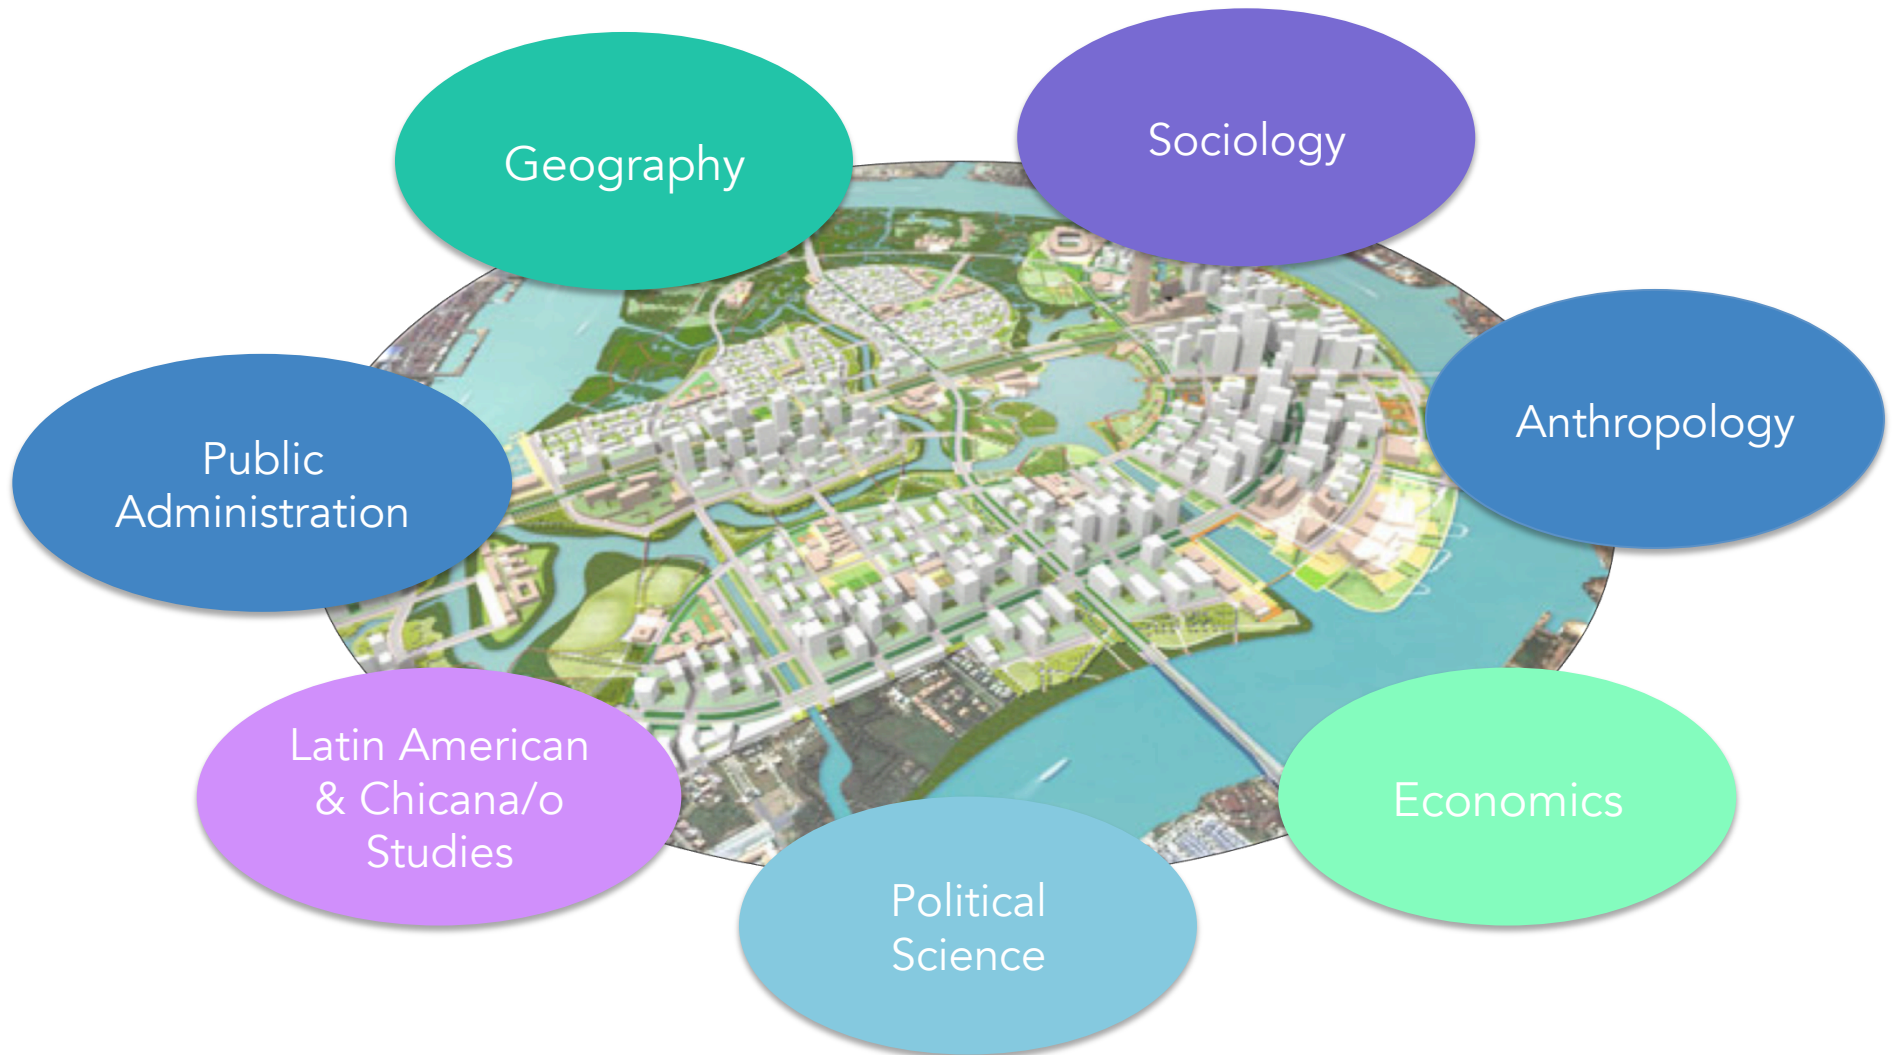 Geography
Sociology
Anthropology
Public
Administration
Latin American
& Chicana/o
Studies
Economics
Political
Science